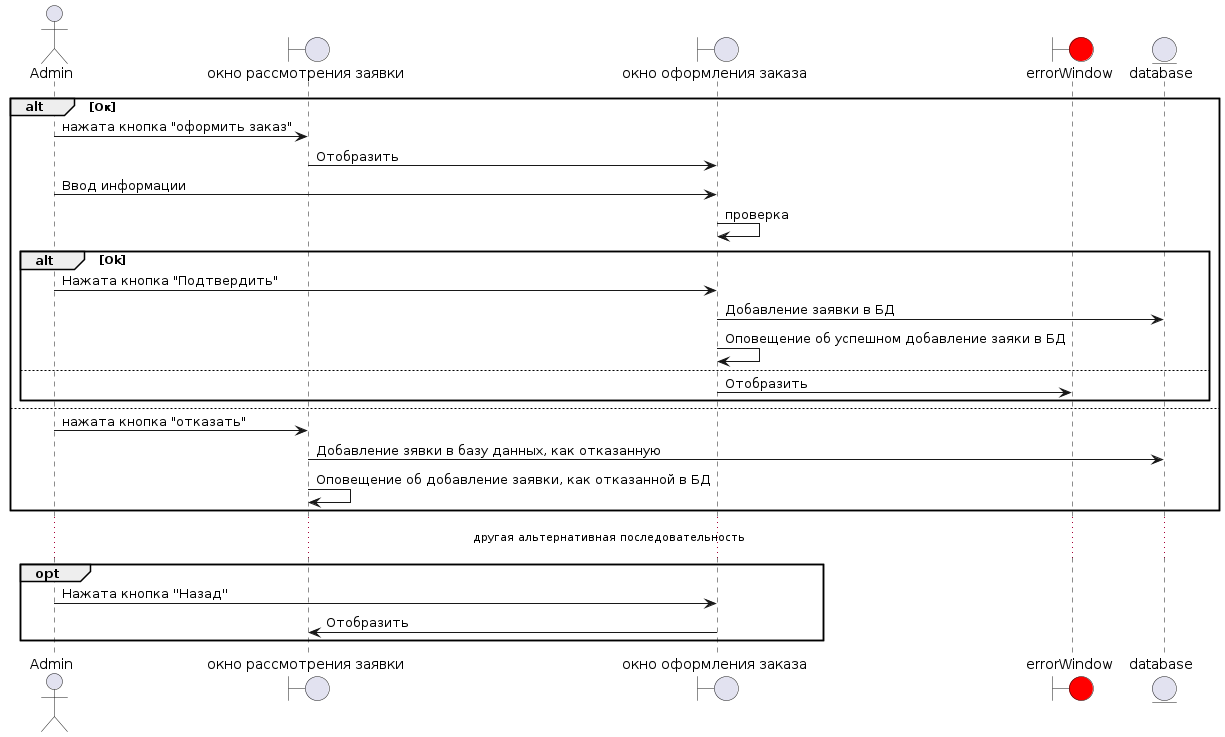 Admin
окно рассмотрения заявки
окно оформления заказа
errorWindow
database
alt [Ок]
нажата кнопка "оформить заказ"
Отобразить
Ввод информации
проверка
alt [Ok]
Нажата кнопка "Подтвердить"
Добавление заявки в БД
Оповещение об успешном добавление заяки в БД
Отобразить
нажата кнопка "отказать"
Добавление зявки в базу данных, как отказанную
Оповещение об добавление заявки, как отказанной в БД
другая альтернативная последовательность
opt
Нажата кнопка "Назад"
Отобразить
Admin
окно рассмотрения заявки
окно оформления заказа
errorWindow
database